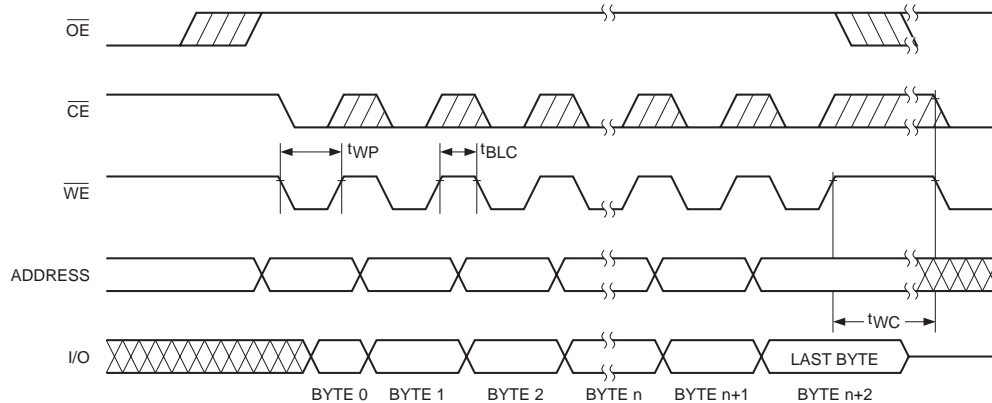 OE
CE
tWP
tBLC
WE
ADDRESS
tWC
I/O
LAST BYTE
BYTE 0 BYTE 1 BYTE 2 BYTE n BYTE n+1 BYTE n+2